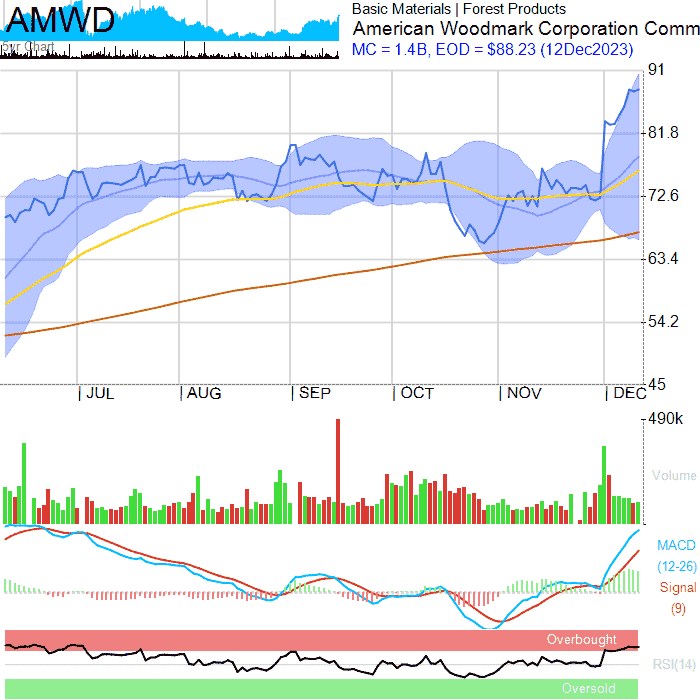 AMWD
5yr Chart
Basic Materials | Forest Products
American Woodmark Corporation Comm
MC = 1.4B, EOD = $88.23 (12Dec2023)
91
81.8
72.6
63.4
54.2
45
JUL
AUG
SEP
OCT
NOV
DEC
490k
Volume
MACD
(12-26)
Signal
(9)
Overbought
RSI(14)
Oversold